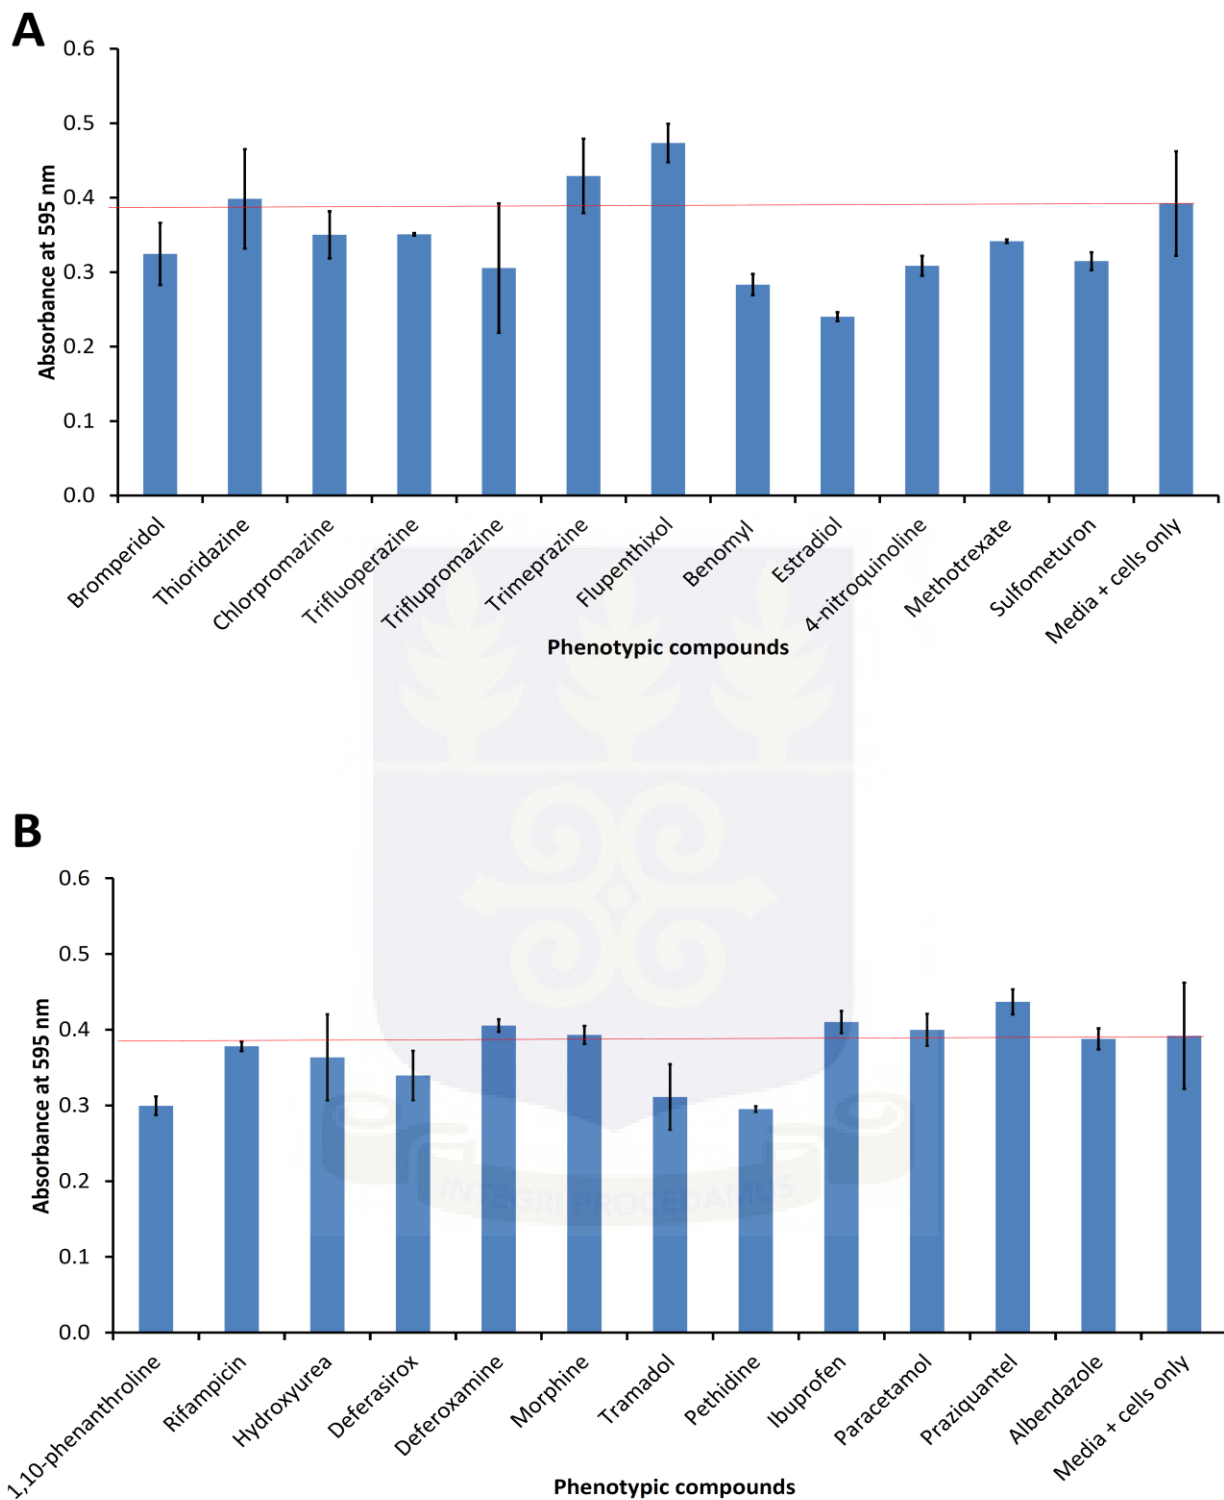 A
0.6
0.5
0.4
0.3
0.2
0.1
0.0
Absorbance at 595 nm
Bromperidol
Thioridazine
Chlorpromazine
Trifluoperazine
Triflupromazine
Trimeprazine
Flupenthixol
Benomyl
Estradiol
4-nitroquinoline
Methotrexate
Sulfometuron
Media + cells only
Phenotypic compounds
B
0.6
0.5
0.4
0.3
0.2
0.1
0.0
Absorbance at 595 nm
INTEGRI PROCEDAMUS
1,10-phenanthroline
Rifampicin
Hydroxyurea
Deferasirox
Deferoxamine
Morphine
Tramadol
Pethidine
Ibuprofen
Paracetamol
Praziquantel
Albendazole
Media + cells only
Phenotypic compounds